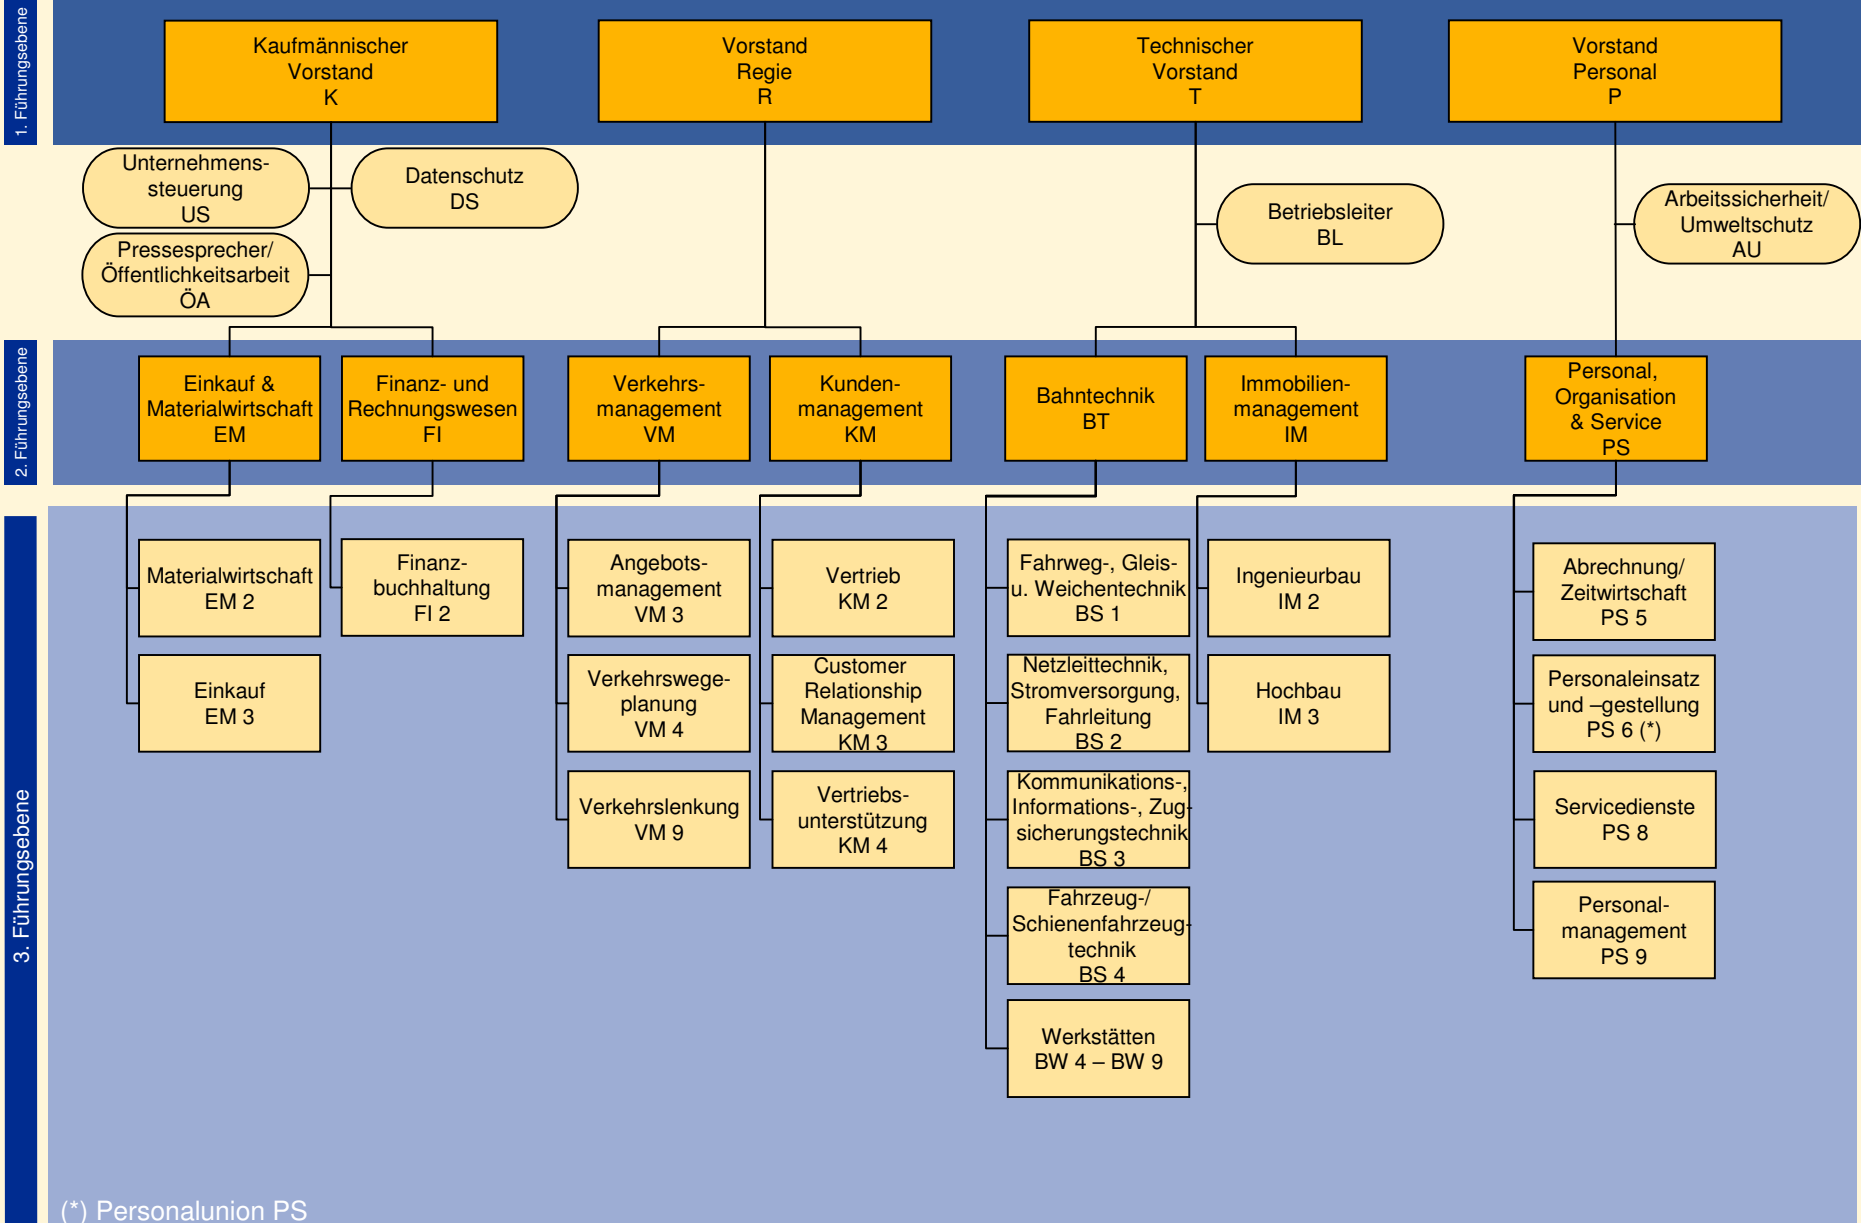 1. Führungsebene
Kaufmännischer
Vorstand
K
Vorstand
Regie
R
Technischer
Vorstand
T
Vorstand
Personal
P
Unternehmens-
steuerung
US
Datenschutz
DS
Pressesprecher/
Öffentlichkeitsarbeit
ÖA
Betriebsleiter
BL
Arbeitssicherheit/
Umweltschutz
AU
2. Führungsebene
Einkauf &
Materialwirtschaft
EM
Finanz- und
Rechnungswesen
FI
Verkehrs-
management
VM
Kunden-
management
KM
Bahntechnik
BT
Immobilien-
management
IM
Personal,
Organisation
& Service
PS
3. Führungsebene
Materialwirtschaft
EM 2
Einkauf
EM 3
Finanz-
buchhaltung
FI 2
Angebots-
management
VM 3
Verkehrswege-
planung
VM 4
Verkehrslenkung
VM 9
Vertrieb
KM 2
Customer
Relationship
Management
KM 3
Vertriebs-
unterstützung
KM 4
Fahrweg-, Gleis-
u. Weichentechnik
BS 1
Netzleittechnik,
Stromversorgung,
Fahrleitung
BS 2
Kommunikations-,
Informations-, Zug-
sicherungstechnik
BS 3
Fahrzeug-/
Schienenfahrzeug-
technik
BS 4
Werkstätten
BW 4 – BW 9
Ingenieurbau
IM 2
Hochbau
IM 3
Abrechnung/
Zeitwirtschaft
PS 5
Personaleinsatz
und –gestellung
PS 6 (*)
Servicedienste
PS 8
Personal-
management
PS 9
(*) Personalunion PS